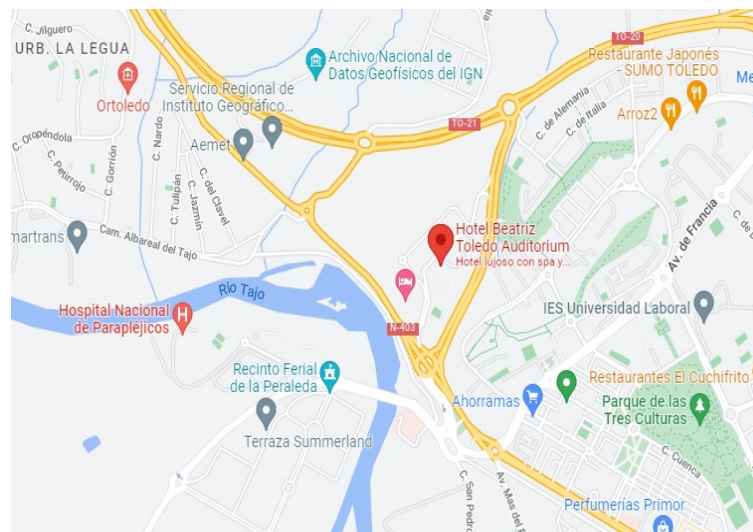 C. Jilguero
URB. LA LEGUA
Ortoledo
Archivo Nacional de
Datos Geofísicos del IGN
Servicio Regional de
Instituto Geográfico...
Aemet
TO-20
TO-21
Restaurante Japonés
- SUMO TOLEDO
Me
Arroz2
C. de Alemania
C. de Italia
C. Oropéndola
C. Petirrojo
C. Gorrión
C. Nardo
C. Tulipán
C. Jazmín
C. del Clavel
martrans
Cam. Albareal del Tajo
Hotel Beatriz
Toledo Auditorium
Hotel lujoso con spa y...
Av. de Francia
Río Tajo
N-403
IES Universidad Laboral
Hospital Nacional
de Parapléjicos
Recinto Ferial
de la Peraleda
Restaurantes El Cuchifrito
Ahorramas
Parque de las
Tres Culturas
Terraza Summerland
C. Cuenca
C. San Pedro
Av. Mas del
Perfumerías Primor